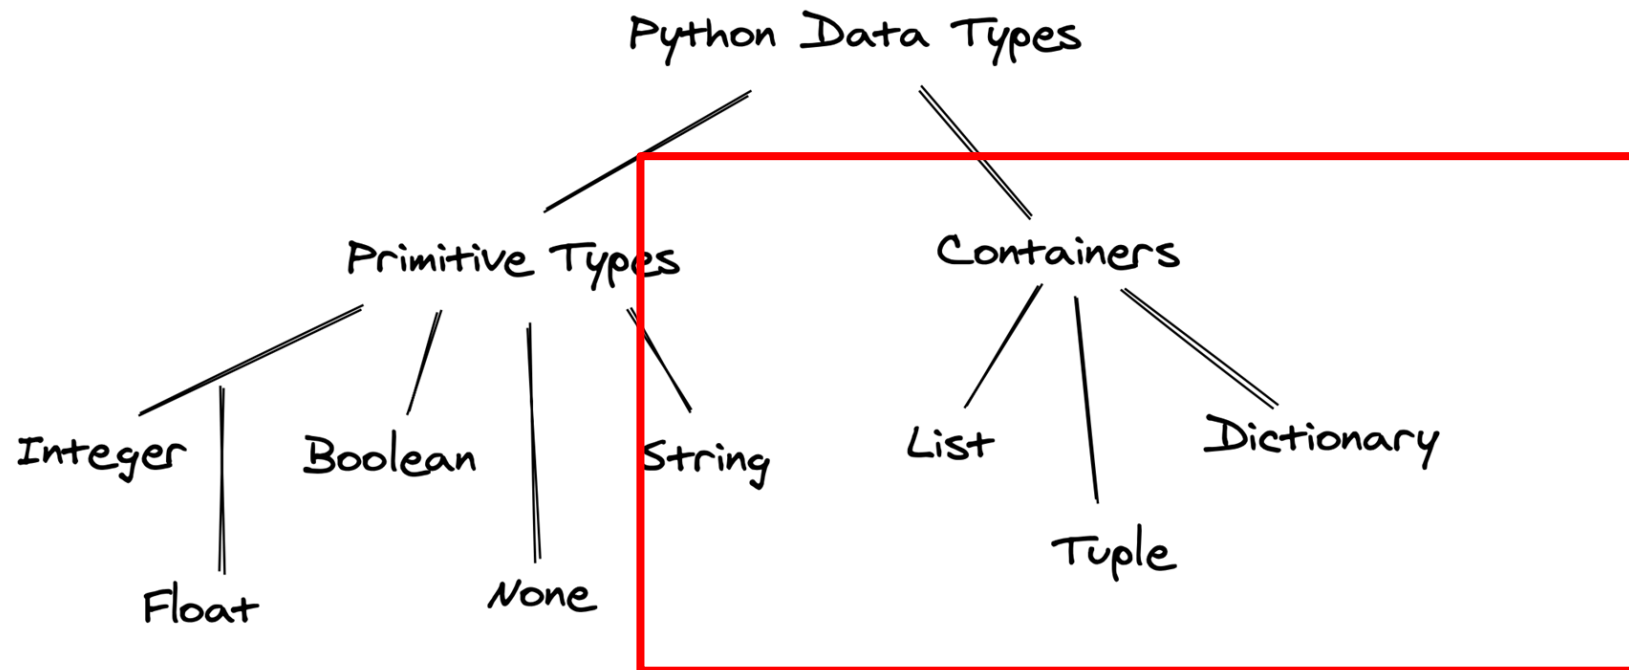 Python Data Types
Primitive Types Containers
Integer Boolean String List Dictionary
Tuple
Float None